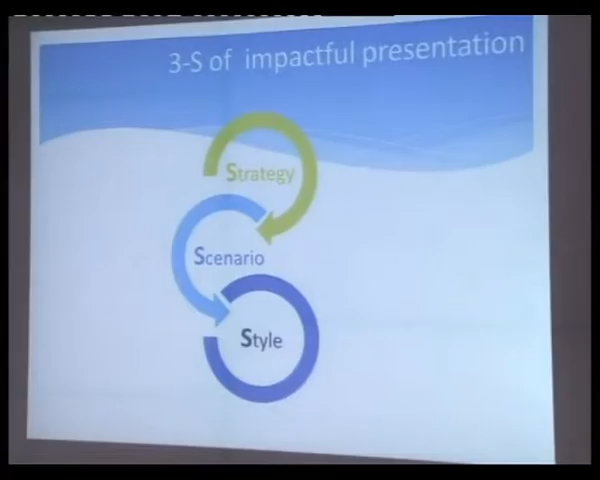 3-S of impactful presentation
Strategy
Scenario
Style